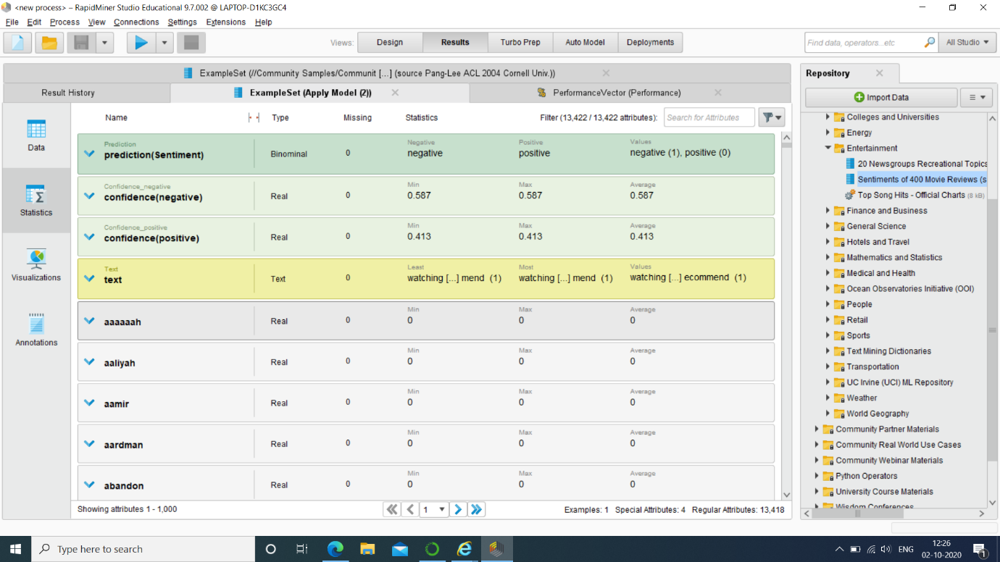 <new process> – RapidMiner Studio Educational 9.7.002 @ LAPTOP-D1KC3GC4
File Edit Process View Connections Settings Extensions Help
Views: Design Results Turbo Prep Auto Model Deployments Find data, operators...etc All Studio
ExampleSet (//Community Samples/Communit [...] (source Pang-Lee ACL 2004 Cornell Univ.))
Result History ExampleSet (Apply Model (2)) PerformanceVector (Performance)
Data
Statistics
Visualizations
Annotations
Name Type Missing Statistics Filter (13,422 / 13,422 attributes): Search for Attributes
Prediction Negative Positive Values
prediction(Sentiment) Binominal 0 negative positive negative (1), positive (0)
Confidence_negative Min Max Average
confidence(negative) Real 0 0.587 0.587 0.587
Confidence_positive Min Max Average
confidence(positive) Real 0 0.413 0.413 0.413
Text Least Most Values
text Text 0 watching [...] mend (1) watching [...] mend (1) watching [...] ecommend (1)
Min Max Average
aaaaaah Real 0 0 0 0
Min Max Average
aaliyah Real 0 0 0 0
Min Max Average
aamir Real 0 0 0 0
Min Max Average
aardman Real 0 0 0 0
Min Max Average
abandon Real 0 0 0 0
Showing attributes 1 - 1,000 1 Examples: 1 Special Attributes: 4 Regular Attributes: 13,418
Repository
Import Data
Colleges and Universities
Energy
Entertainment
20 Newsgroups Recreational Topics
Sentiments of 400 Movie Reviews (s
Top Song Hits - Official Charts (8 kB)
Finance and Business
General Science
Hotels and Travel
Mathematics and Statistics
Medical and Health
Ocean Observatories Initiative (OOI)
People
Retail
Sports
Text Mining Dictionaries
Transportation
UC Irvine (UCI) ML Repository
Weather
World Geography
Community Partner Materials
Community Real World Use Cases
Community Webinar Materials
Python Operators
University Course Materials
Wisdom Conferences
Type here to search
ENG 12:26
02-10-2020
1